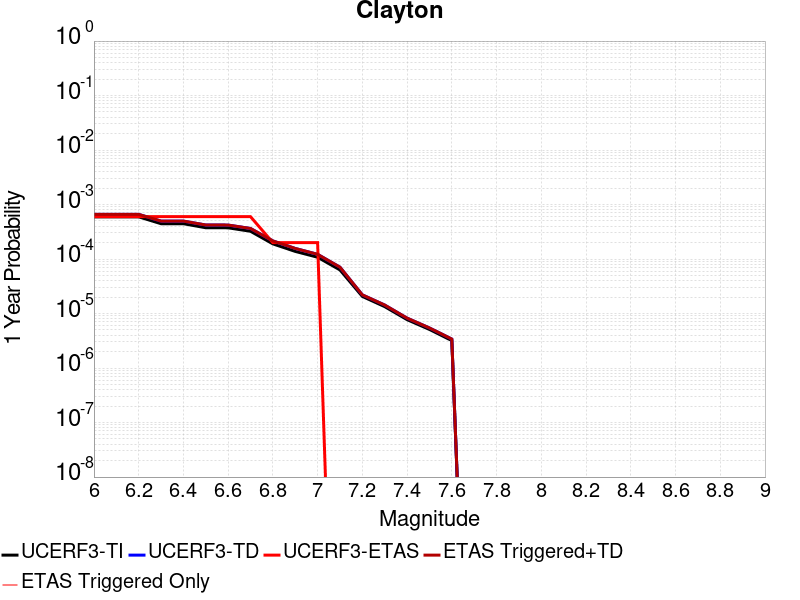 Clayton
10^0
10^-1
10^-2
10^-3
10^-4
10^-5
10^-6
10^-7
10^-8
1 Year Probability
6 6.2 6.4 6.6 6.8 7 7.2 7.4 7.6 7.8 8 8.2 8.4 8.6 8.8 9
Magnitude
UCERF3-TI UCERF3-TD UCERF3-ETAS ETAS Triggered+TD
ETAS Triggered Only